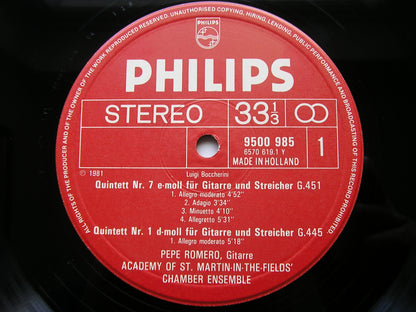 ALL RIGHTS OF THE PRODUCER AND OF THE OWNER OF THE WORK REPRODUCED RESERVED. UNAUTHORISED COPYING, HIRING, LENDING, PUBLIC PERFORMANCE AND BROADCASTING OF THIS RECORD PROHIBITED.
PHILIPS
PHILIPS
STEREO 33 1/3
9500 985
6570 619.1 Y
MADE IN HOLLAND
1
℗ 1981
Luigi Boccherini
Quintett Nr. 7 e-moll für Gitarre und Streicher G.451
1. Allegro moderato 4'52"
2. Adagio 3'34"
3. Minuetto 4'10"
4. Allegretto 5'31"
Quintett Nr. 1 d-moll für Gitarre und Streicher G.445
1. Allegro moderato 5'18"
PEPE ROMERO, Gitarre
ACADEMY OF ST. MARTIN-IN-THE-FIELDS'
CHAMBER ENSEMBLE